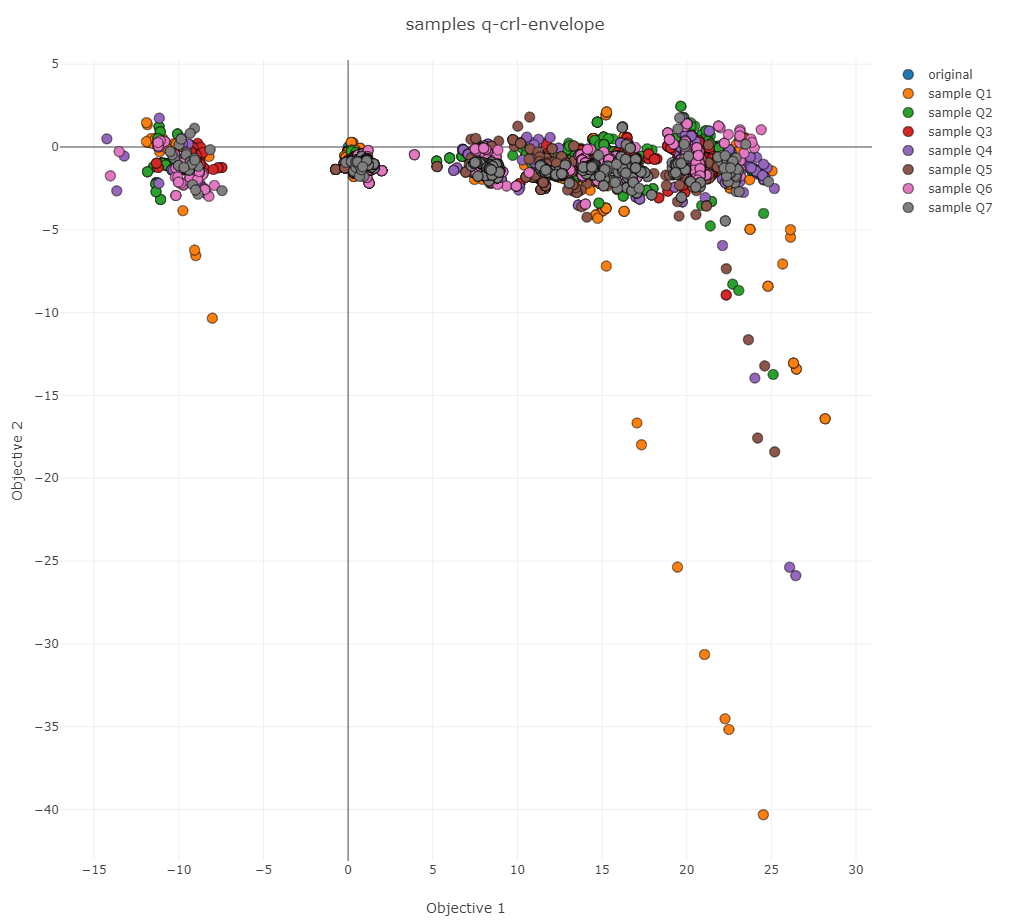 samples q-crl-envelope
original
sample Q1
sample Q2
sample Q3
sample Q4
sample Q5
sample Q6
sample Q7
5
0
−5
−10
−15
−20
−25
−30
−35
−40
Objective 2
−15 −10 −5 0 5 10 15 20 25 30
Objective 1